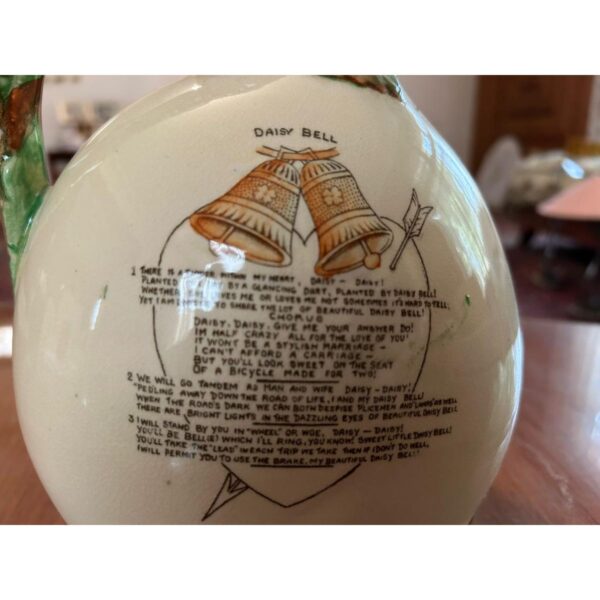 DAISY BELL
1 THERE IS A FLOWER WITHIN MY HEART, DAISY - DAISY!
PLANTED BY A GLANCING DART, PLANTED BY DAISY BELL!
WHETHER LOVES ME OR LOVES ME NOT SOMETIMES IT'S HARD TO TELL;
YET I AM TO SHARE THE LOT OF BEAUTIFUL DAISY BELL!
CHORUS
DAISY, DAISY, GIVE ME YOUR ANSWER DO!
IM HALF CRAZY ALL FOR THE LOVE OF YOU!
IT WONT BE A STYLISH MARRIAGE -
I CAN'T AFFORD A CARRIAGE -
BUT YOU'LL LOOK SWEET ON THE SEAT
OF A BICYCLE MADE FOR TWO!
2 WE WILL GO TANDEM AS MAN AND WIFE DAISY - DAISY!
"PEDLING AWAY DOWN THE ROAD OF LIFE, I AND MY DAISY BELL!
WHEN THE ROAD'S DARK WE CAN BOTH DESPISE PLICEMEN AND LAMPS AS WELL
THERE ARE BRIGHT LIGHTS IN THE DAZZLING EYES OF BEAUTIFUL DAISY BELL
3 I WILL STAND BY YOU IN "WHEEL" OR WOE, DAISY - DAISY!
YOU'LL BE BELL(E) WHICH I'LL RING, YOU KNOW! SWEET LITTLE DAISY BELL!
YOU'LL TAKE THE "LEAD" IN EACH TRIP WE TAKE THEN IF I DON'T DO WELL,
I WILL PERMIT YOU TO USE THE BRAKE, MY BEAUTIFUL DAISY BELL!